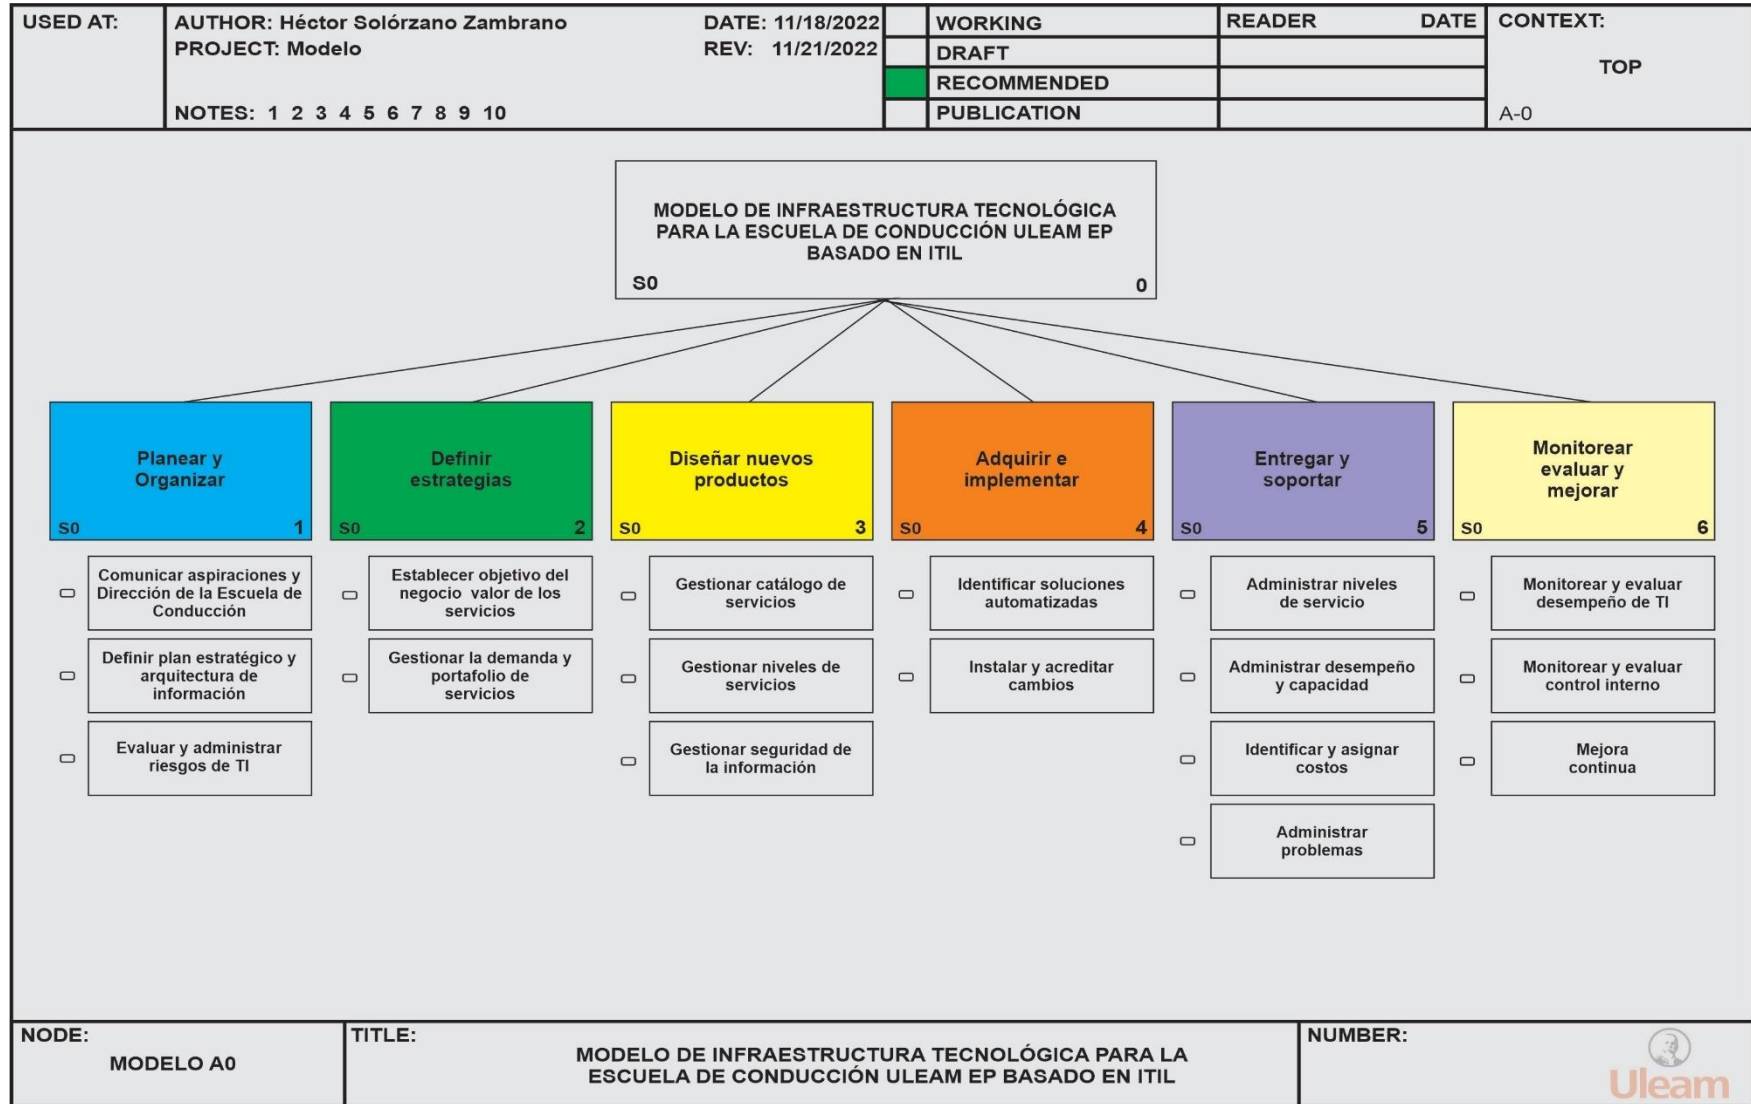 USED AT:
AUTHOR: Héctor Solórzano Zambrano
DATE: 11/18/2022
PROJECT: Modelo
REV: 11/21/2022
NOTES: 1 2 3 4 5 6 7 8 9 10
WORKING
DRAFT
RECOMMENDED
PUBLICATION
READER
DATE
CONTEXT:
TOP
A-0
MODELO DE INFRAESTRUCTURA TECNOLÓGICA
PARA LA ESCUELA DE CONDUCCIÓN ULEAM EP
BASADO EN ITIL
S0
0
Planear y
Organizar
S0
1
Definir
estrategias
S0
2
Diseñar nuevos
productos
S0
3
Adquirir e
implementar
S0
4
Entregar y
soportar
S0
5
Monitorear
evaluar y
mejorar
S0
6
Comunicar aspiraciones y
Dirección de la Escuela de
Conducción
Definir plan estratégico y
arquitectura de
información
Evaluar y administrar
riesgos de TI
Establecer objetivo del
negocio valor de los
servicios
Gestionar la demanda y
portafolio de
servicios
Gestionar catálogo de
servicios
Gestionar niveles de
servicios
Gestionar seguridad de
la información
Identificar soluciones
automatizadas
Instalar y acreditar
cambios
Administrar niveles
de servicio
Administrar desempeño
y capacidad
Identificar y asignar
costos
Administrar
problemas
Monitorear y evaluar
desempeño de TI
Monitorear y evaluar
control interno
Mejora
continua
NODE:
MODELO A0
TITLE:
MODELO DE INFRAESTRUCTURA TECNOLÓGICA PARA LA
ESCUELA DE CONDUCCIÓN ULEAM EP BASADO EN ITIL
NUMBER:
Uleam